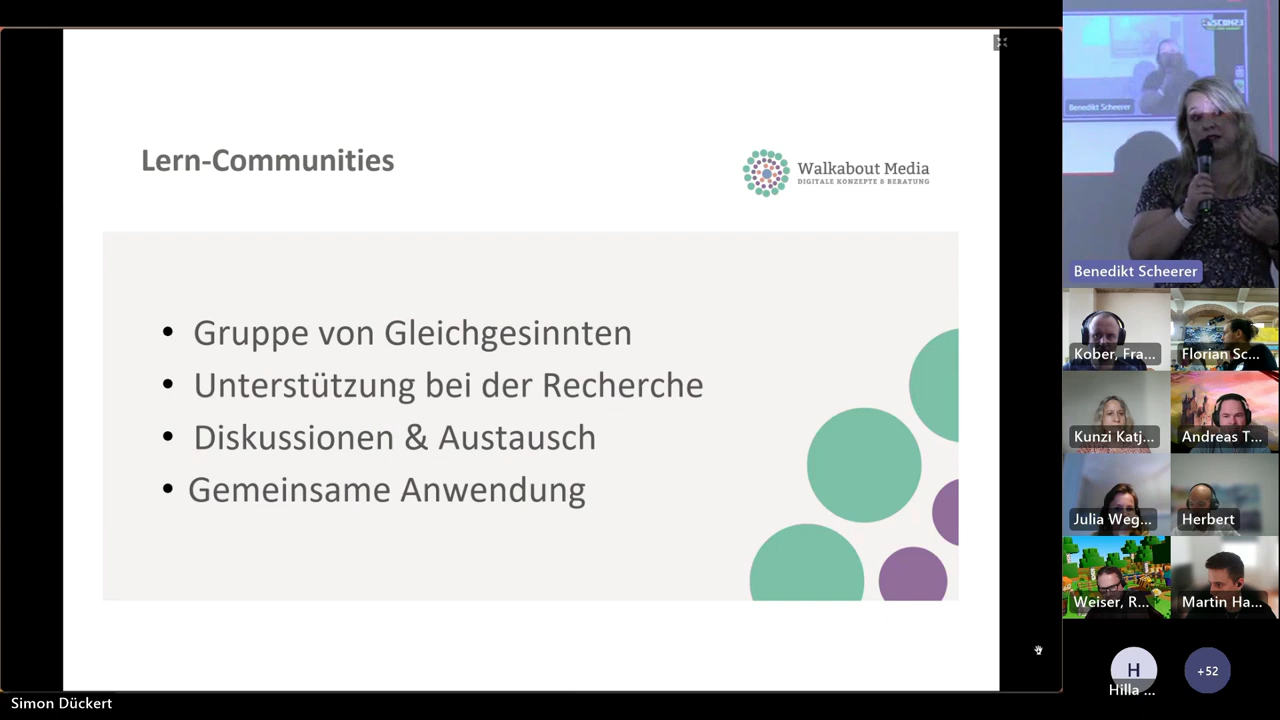 Lern-Communities
Walkabout Media
DIGITALE KONZEPTE & BERATUNG
• Gruppe von Gleichgesinnten
• Unterstützung bei der Recherche
• Diskussionen & Austausch
• Gemeinsame Anwendung
Simon Dückert
Benedikt Scheerer
Benedikt Scheerer
Kober, Fra...
Florian Sc...
Kunzi Katj...
Andreas T...
Julia Weg...
Herbert
Weiser, R...
Martin Ha...
H
Hilla ...
+52